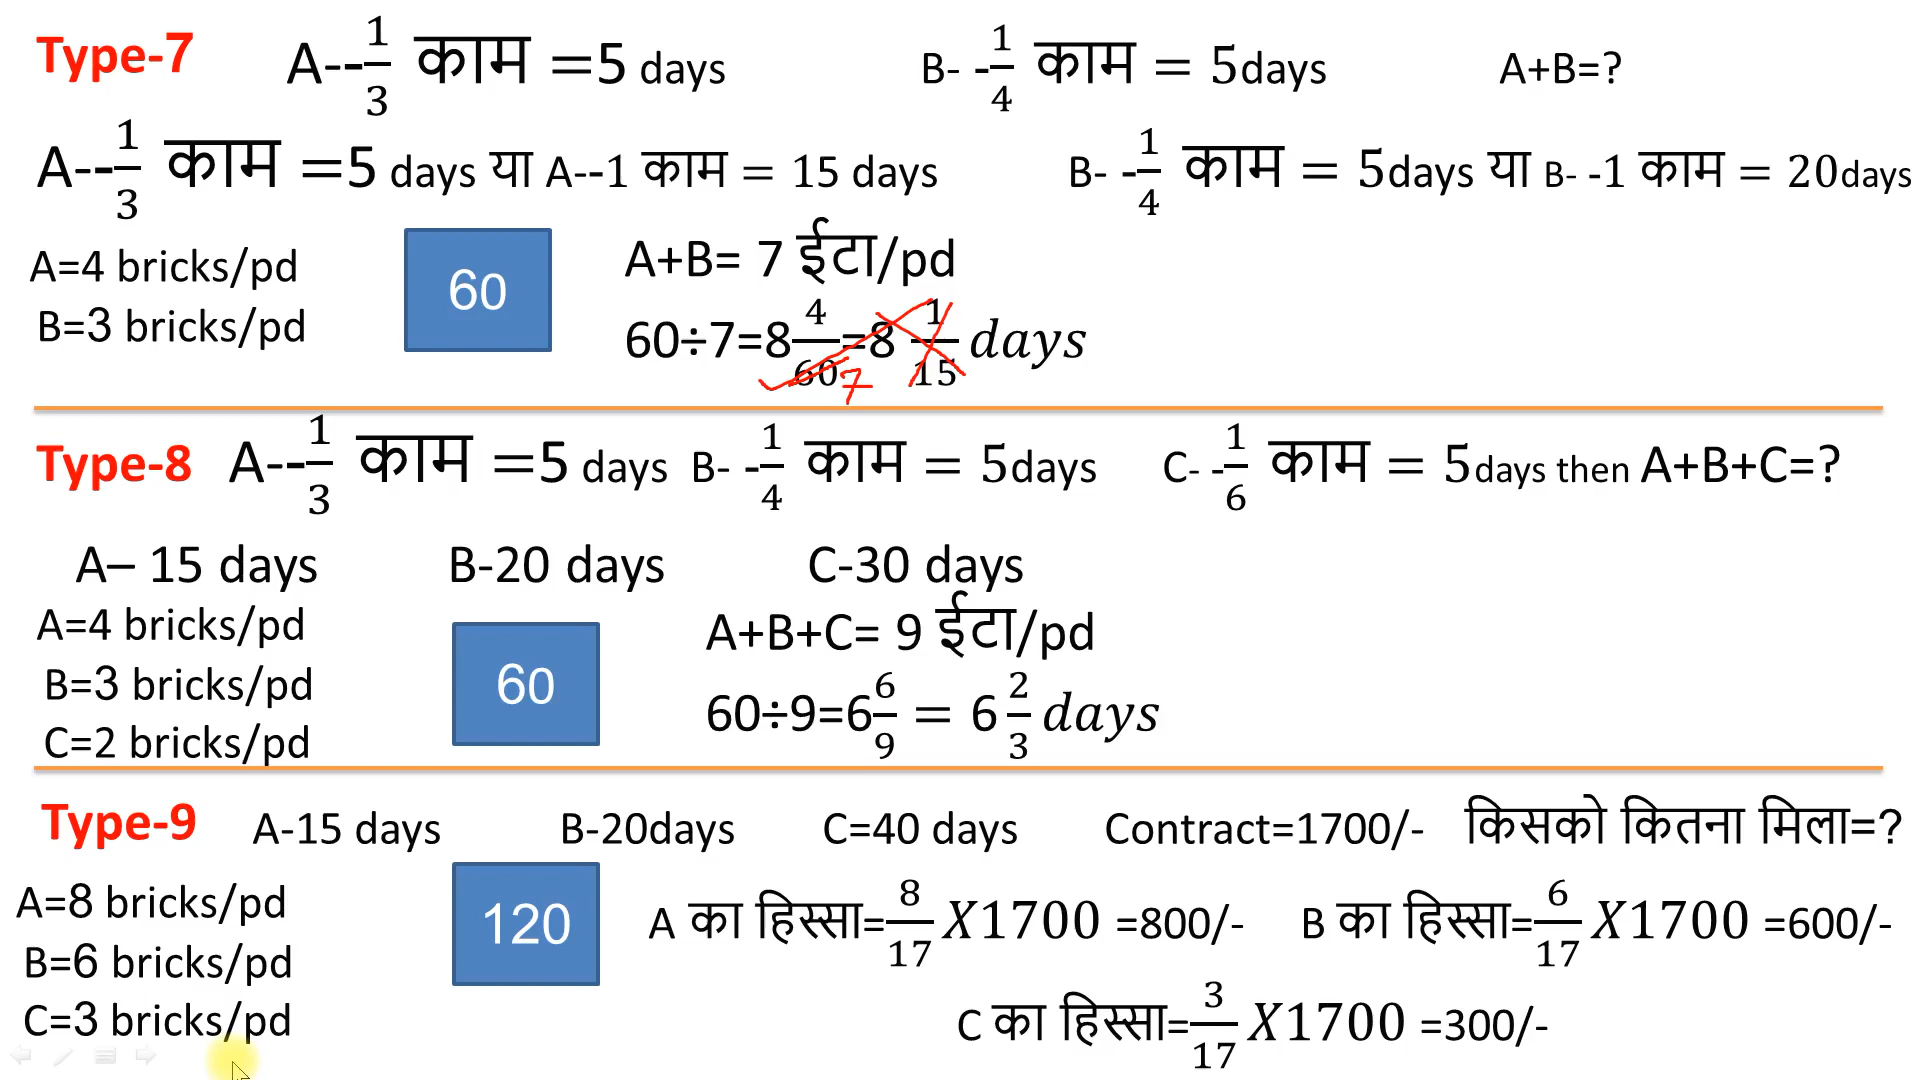 Type-7 A--1/3 काम =5 days B- -1/4 काम = 5days A+B=?
A--1/3 काम =5 days या A--1 काम = 15 days B- -1/4 काम = 5days या B- -1 काम = 20days
A=4 bricks/pd
B=3 bricks/pd
60
A+B= 7 ईटा/pd
60÷7=8 4/60=8 1/15 days
7
Type-8 A--1/3 काम =5 days B- -1/4 काम = 5days C- -1/6 काम = 5days then A+B+C=?
A– 15 days B-20 days C-30 days
A=4 bricks/pd
B=3 bricks/pd
C=2 bricks/pd
60
A+B+C= 9 ईटा/pd
60÷9=6 6/9 = 6 2/3 days
Type-9 A-15 days B-20days C=40 days Contract=1700/- किसको कितना मिला=?
A=8 bricks/pd
B=6 bricks/pd
C=3 bricks/pd
120
A का हिस्सा=8/17 X1700 =800/- B का हिस्सा=6/17 X1700 =600/-
C का हिस्सा=3/17 X1700 =300/-